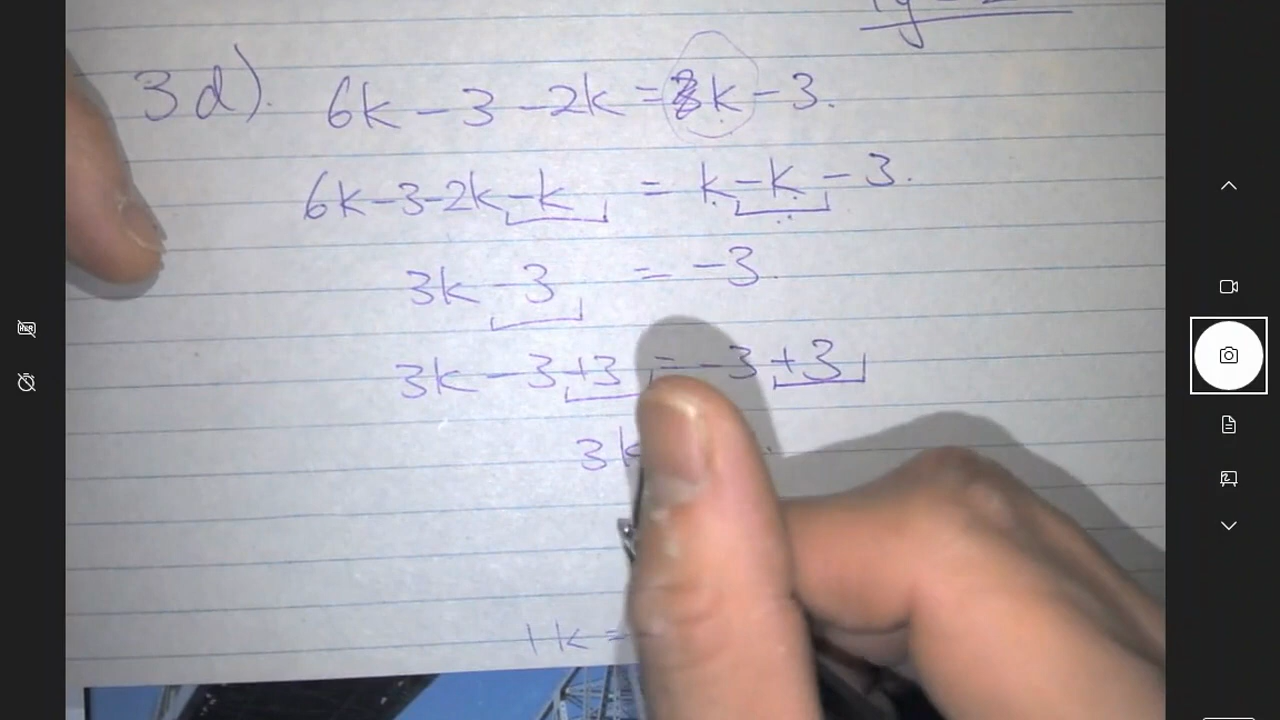 3d). 6k - 3 - 2k = k - 3.
6k - 3 - 2k - k = k - k - 3.
3k - 3 = -3.
3k - 3 + 3 = -3 + 3
3k
1k =